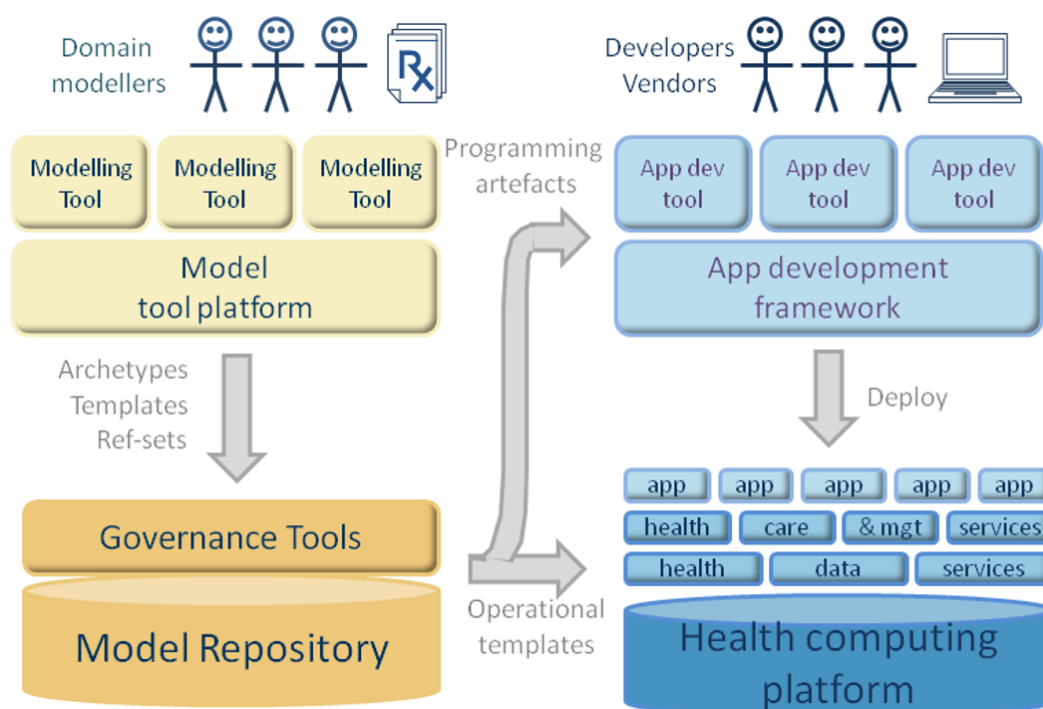 Domain
modellers
Rx
Developers
Vendors
Modelling
Tool
Modelling
Tool
Modelling
Tool
Programming
artefacts
App dev
tool
App dev
tool
App dev
tool
Model
tool platform
App development
framework
Archetypes
Templates
Ref-sets
Deploy
app
app
app
app
app
health
care
& mgt
services
health
data
services
Governance Tools
Model Repository
Operational
templates
Health computing
platform